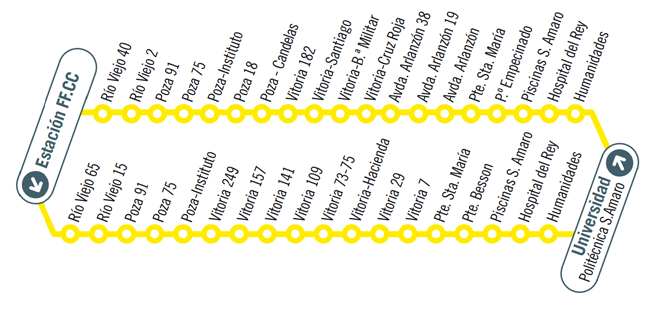 Estación FF.CC
Río Viejo 40
Río Viejo 2
Poza 91
Poza 75
Poza-Instituto
Poza 18
Poza - Candelas
Vitoria 182
Vitoria-Santiago
Vitoria-B.ª Militar
Vitoria-Cruz Roja
Avda. Arlanzón 38
Avda. Arlanzón 19
Avda. Arlanzón
Pte. Sta. María
P.º Empecinado
Piscinas S. Amaro
Hospital del Rey
Humanidades
Río Viejo 65
Río Viejo 15
Poza 91
Poza 75
Poza-Instituto
Vitoria 249
Vitoria 157
Vitoria 141
Vitoria 109
Vitoria 73-75
Vitoria-Hacienda
Vitoria 29
Vitoria 7
Pte. Sta. María
Pte. Besson
Piscinas S. Amaro
Hospital del Rey
Humanidades
Universidad
Politécnica S.Amaro